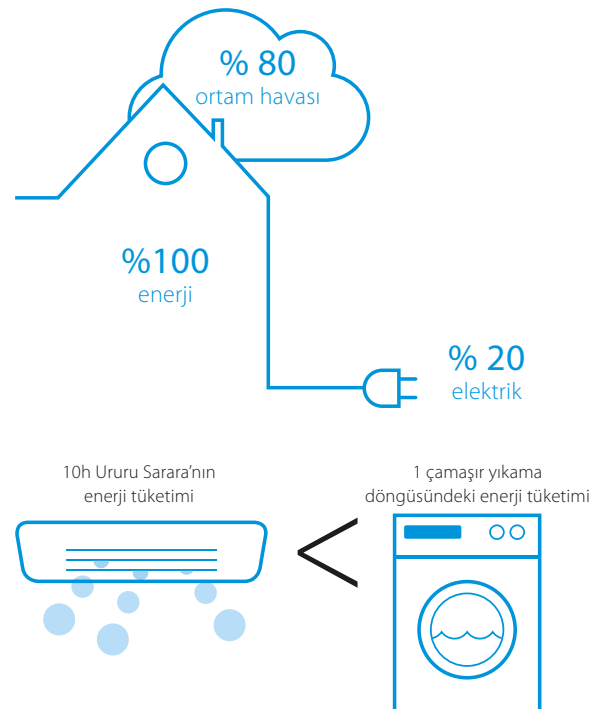 % 80
ortam havası
%100
enerji
% 20
elektrik
10h Ururu Sarara’nın
enerji tüketimi
<
1 çamaşır yıkama
döngüsündeki enerji tüketimi